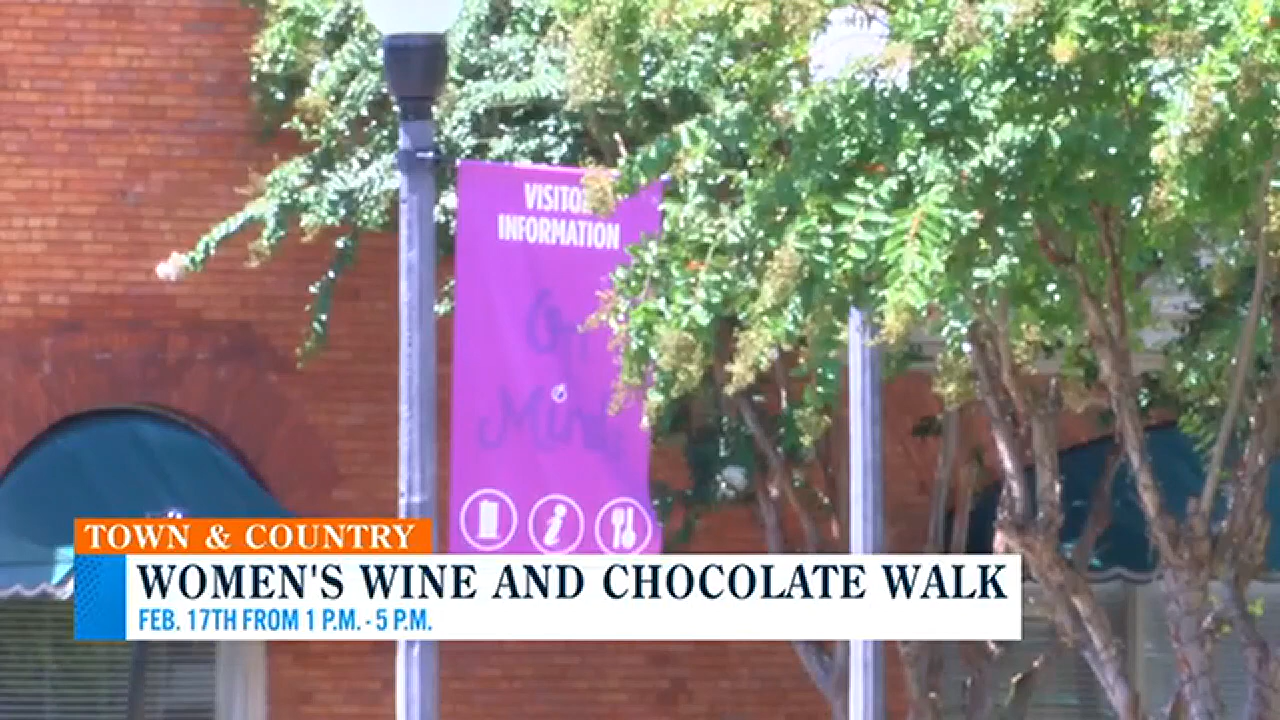 VISITOR
INFORMATION
TOWN & COUNTRY
WOMEN'S WINE AND CHOCOLATE WALK
FEB. 17TH FROM 1 P.M. - 5 P.M.